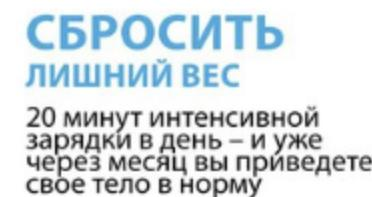 СБРОСИТЬ
ЛИШНИЙ ВЕС
20 минут интенсивной
зарядки в день – и уже
через месяц вы приведете
свое тело в норму